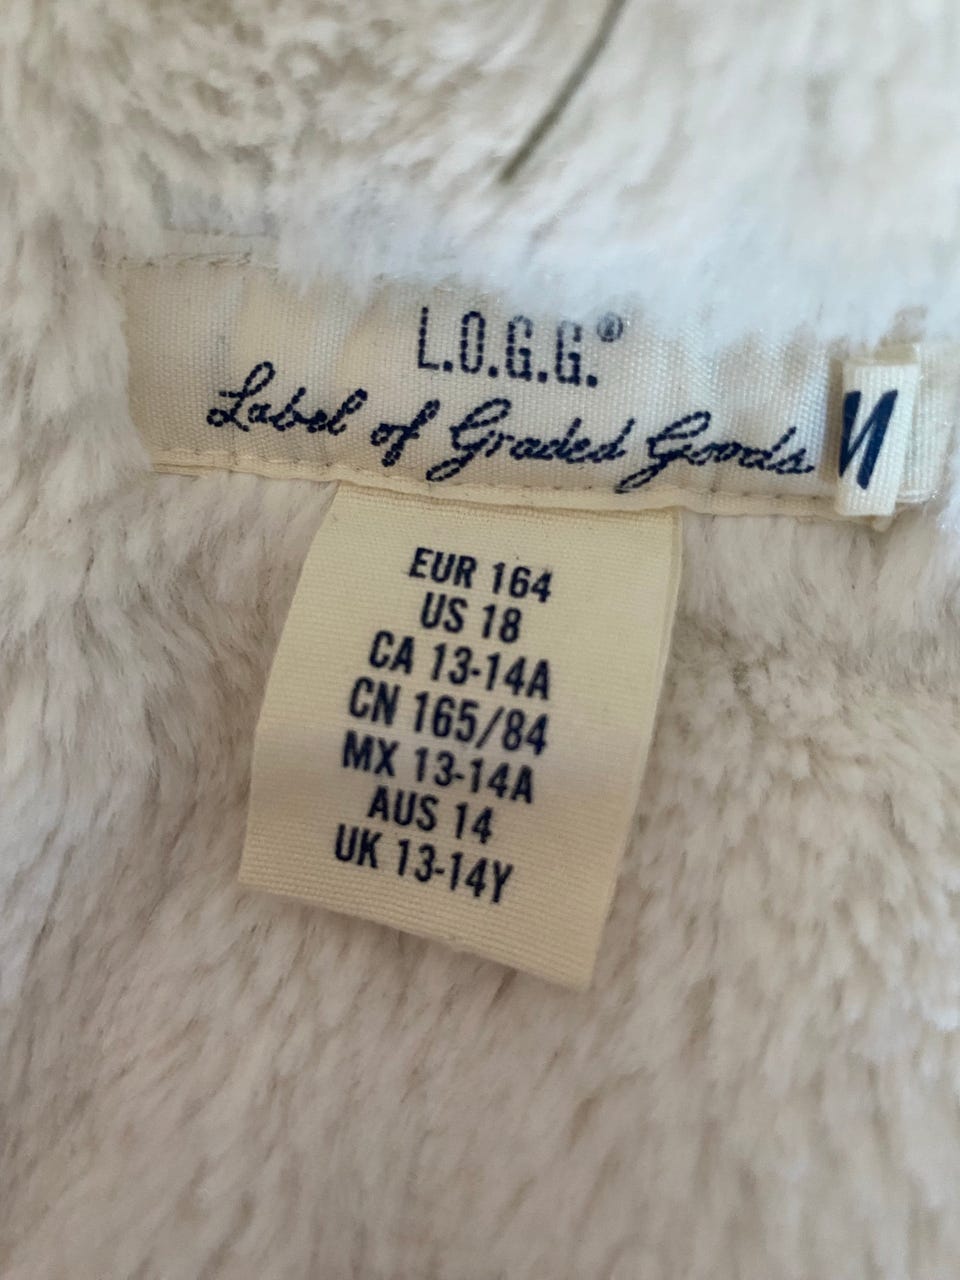 L.O.G.G.®
Label of Graded Goods
EUR 164
US 18
CA 13-14A
CN 165/84
MX 13-14A
AUS 14
UK 13-14Y